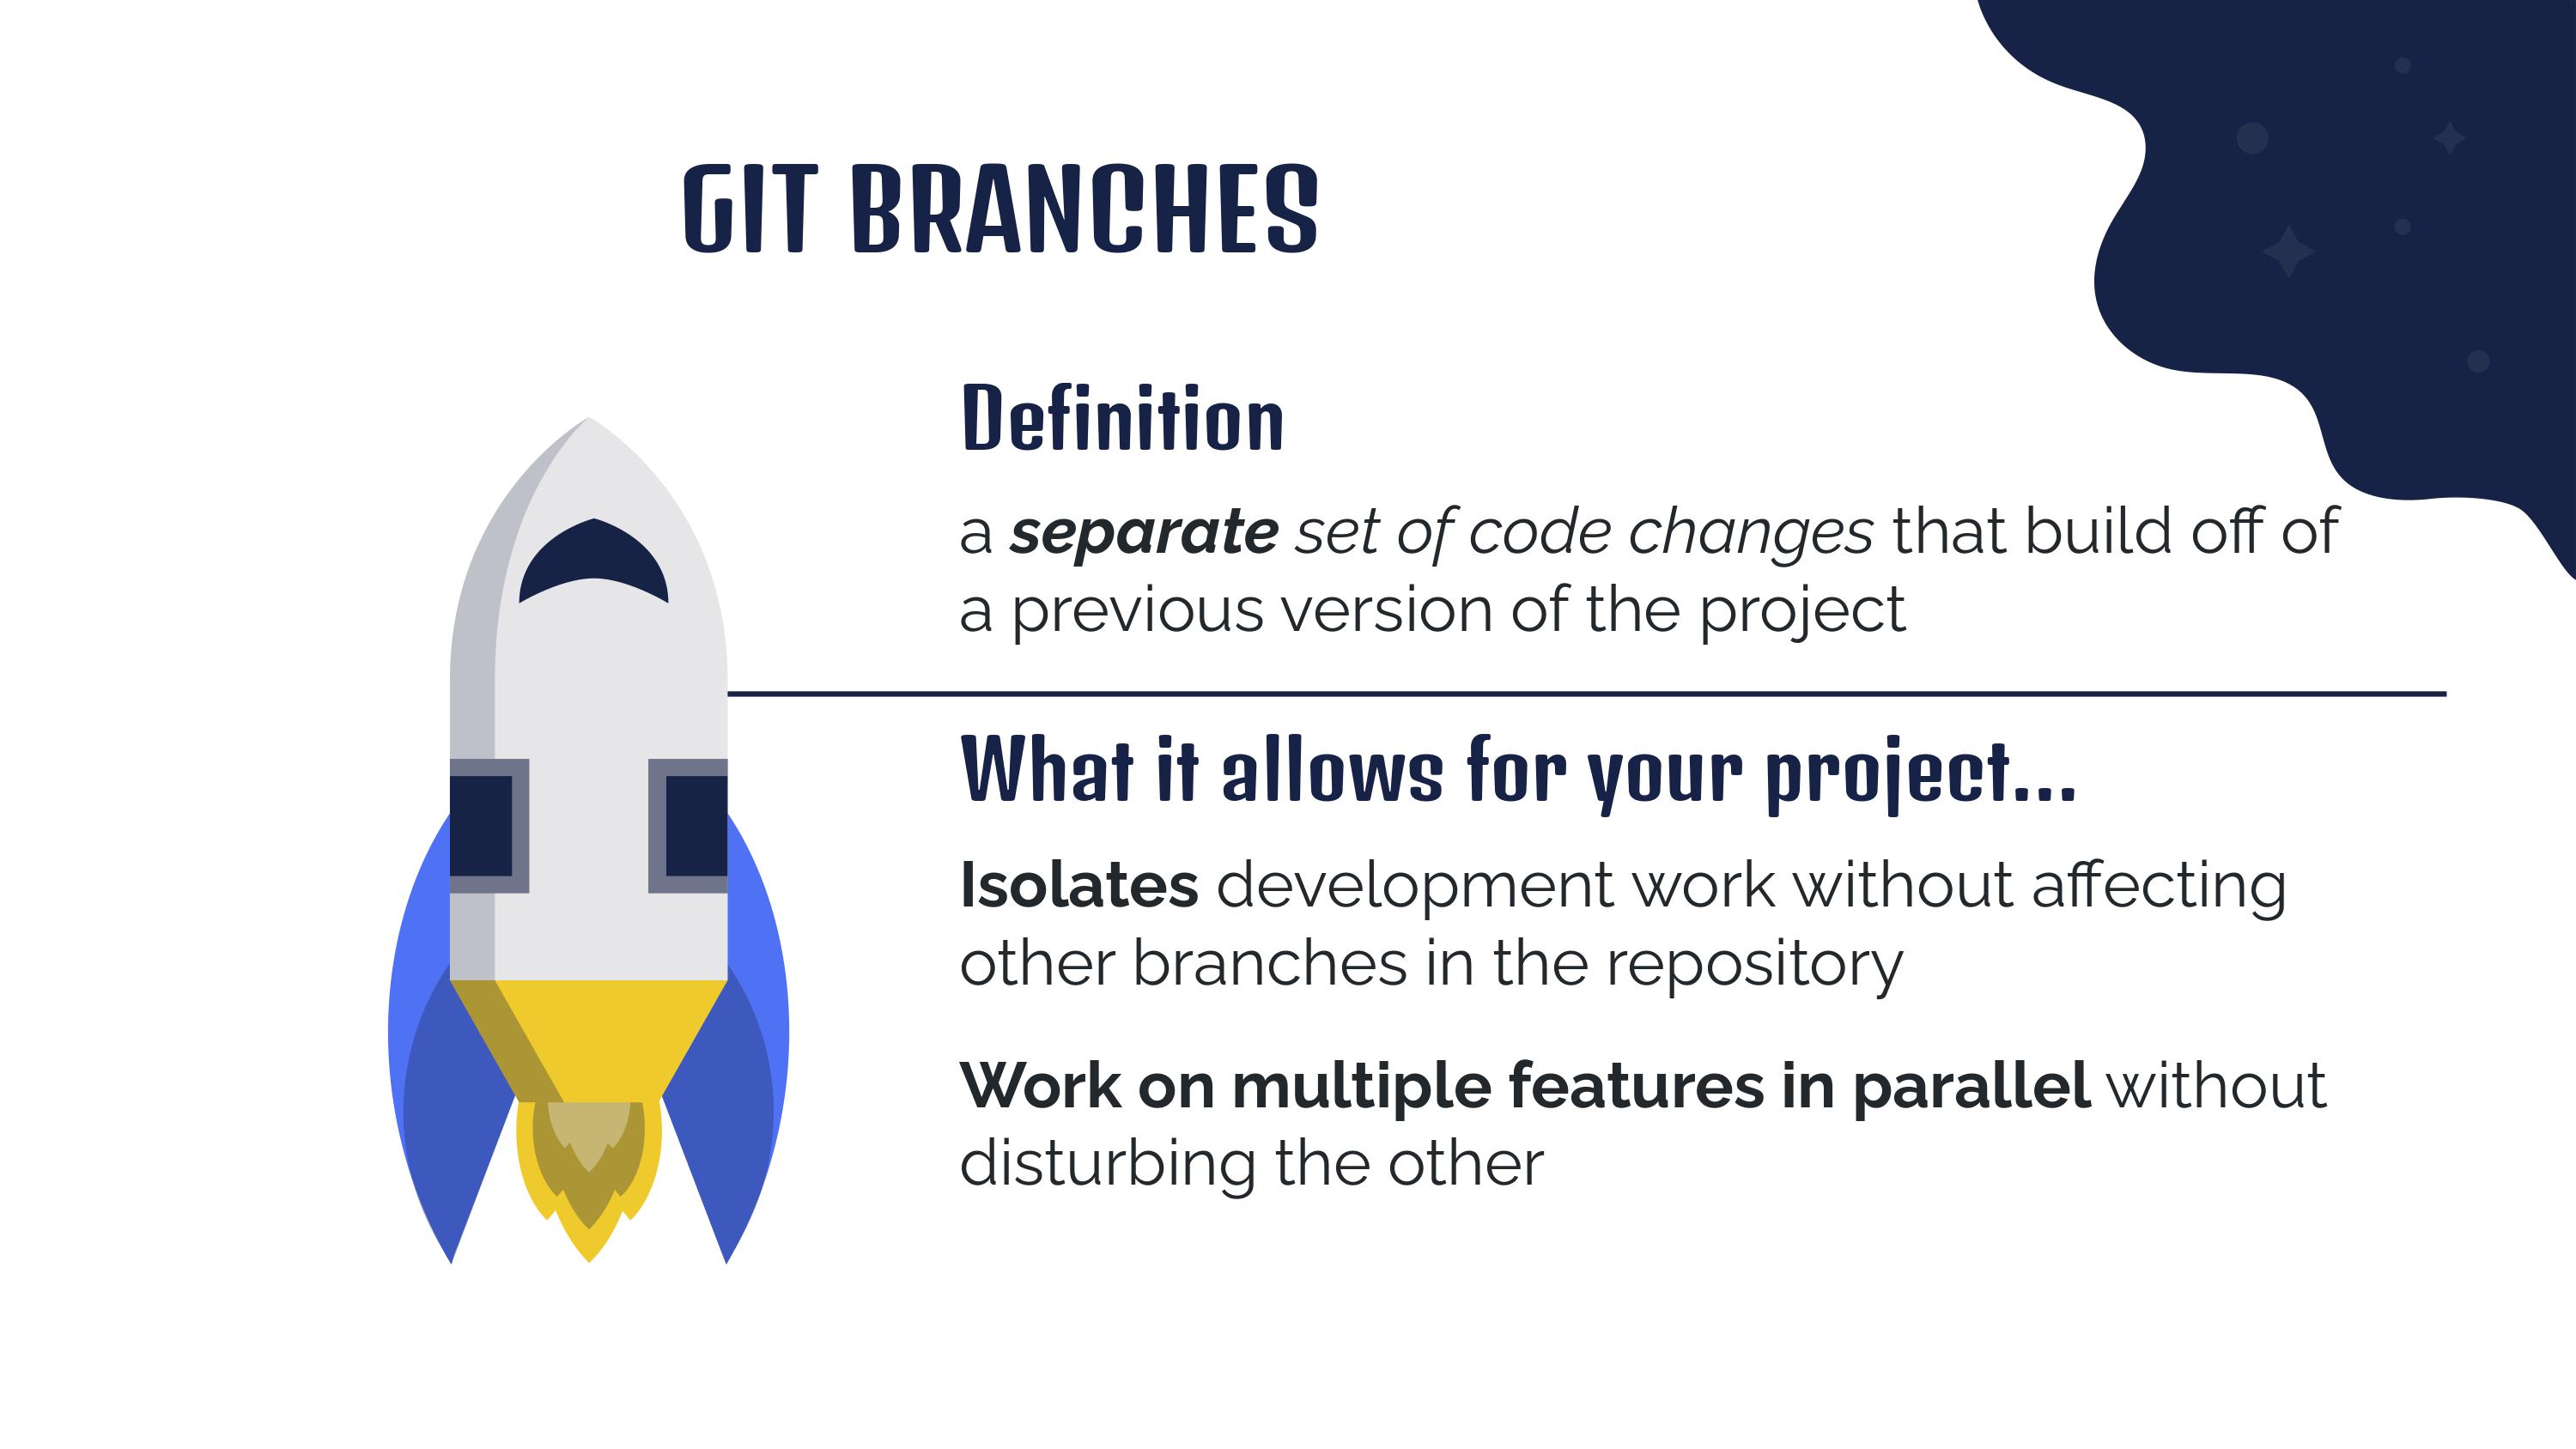 GIT BRANCHES
Definition
a separate set of code changes that build off of
a previous version of the project
What it allows for your project...
Isolates development work without affecting
other branches in the repository
Work on multiple features in parallel without
disturbing the other